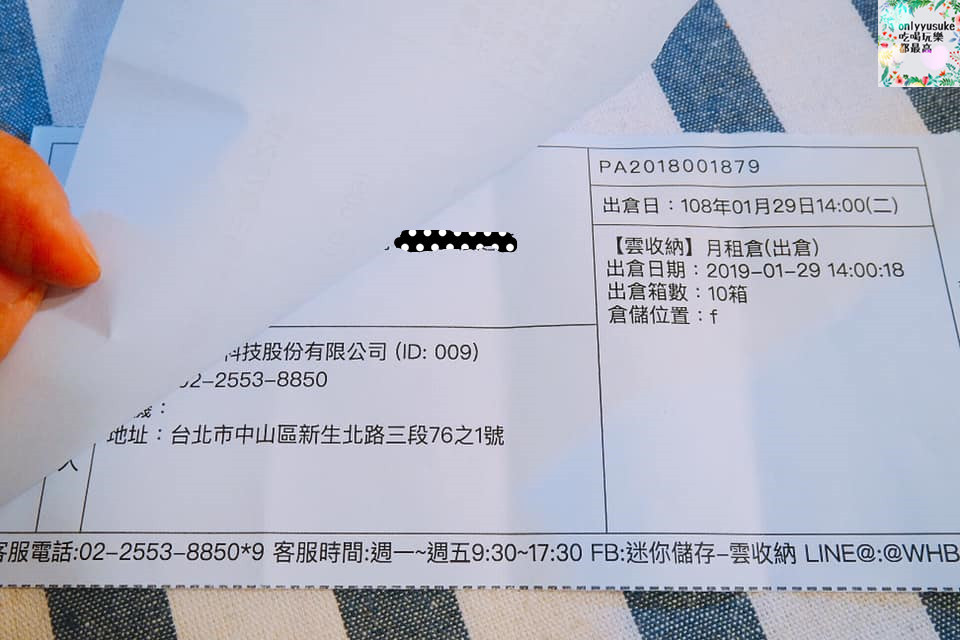 onlyyusuke
吃喝玩樂
都最高
PA2018001879
出倉日：108年01月29日14:00(二)
【雲收納】月租倉(出倉)
出倉日期：2019-01-29 14:00:18
出倉箱數：10箱
倉儲位置：f
科技股份有限公司 (ID: 009)
02-2553-8850
：
地址：台北市中山區新生北路三段76之1號
人
客服電話:02-2553-8850*9 客服時間:週一~週五9:30~17:30 FB:迷你儲存-雲收納 LINE@:@WHB